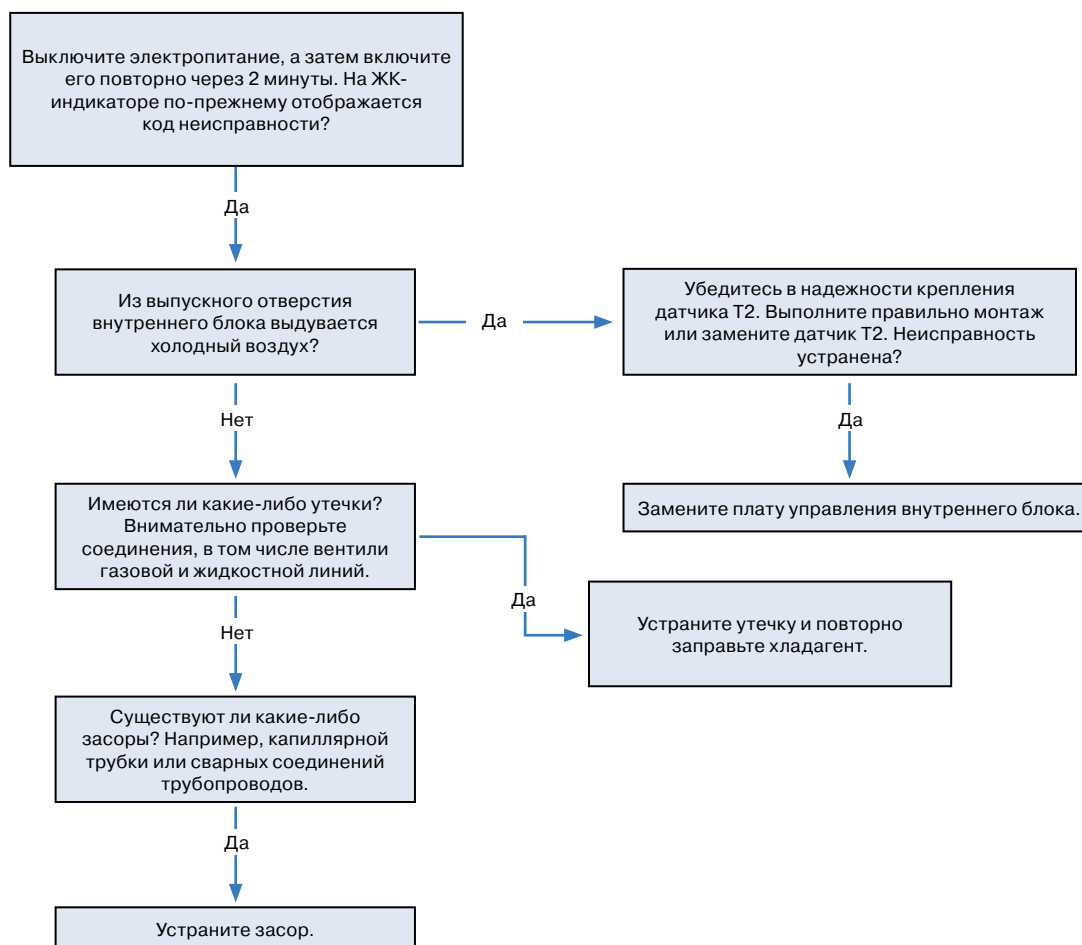 Выключите электропитание, а затем включите
его повторно через 2 минуты. На ЖК-
индикаторе по-прежнему отображается
код неисправности?
Да
Из выпускного отверстия
внутреннего блока выдувается
холодный воздух?
Да
Убедитесь в надежности крепления
датчика T2. Выполните правильно монтаж
или замените датчик T2. Неисправность
устранена?
Нет
Да
Имеются ли какие-либо утечки?
Внимательно проверьте
соединения, в том числе вентили
газовой и жидкостной линий.
Замените плату управления внутреннего блока.
Да
Устраните утечку и повторно
заправьте хладагент.
Нет
Существуют ли какие-либо
засоры? Например, капиллярной
трубки или сварных соединений
трубопроводов.
Да
Устраните засор.